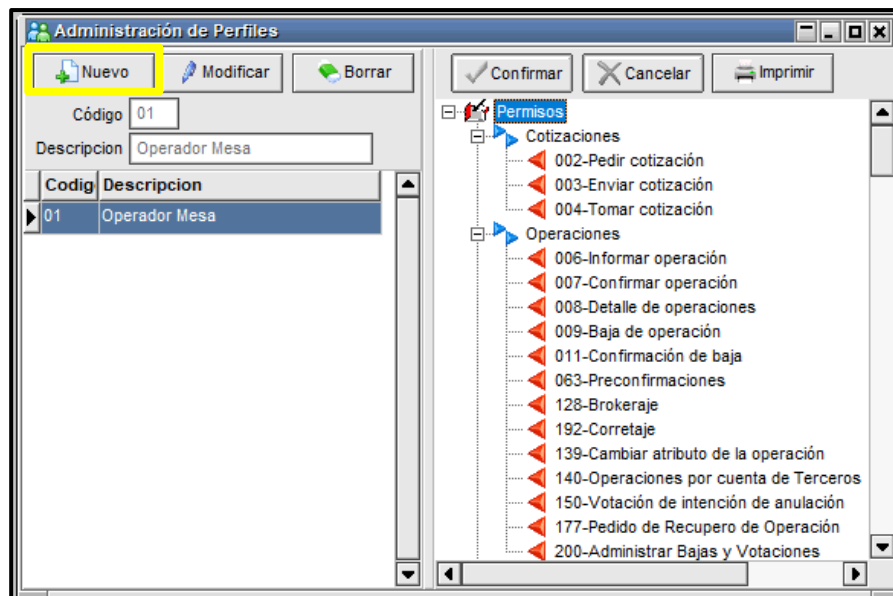 Administración de Perfiles
Nuevo Modificar Borrar
Código 01
Descripcion Operador Mesa
Codig Descripcion
01 Operador Mesa
Confirmar Cancelar Imprimir
Permisos
Cotizaciones
002-Pedir cotización
003-Enviar cotización
004-Tomar cotización
Operaciones
006-Informar operación
007-Confirmar operación
008-Detalle de operaciones
009-Baja de operación
011-Confirmación de baja
063-Preconfirmaciones
128-Brokeraje
192-Corretaje
139-Cambiar atributo de la operación
140-Operaciones por cuenta de Terceros
150-Votación de intención de anulación
177-Pedido de Recupero de Operación
200-Administrar Bajas y Votaciones